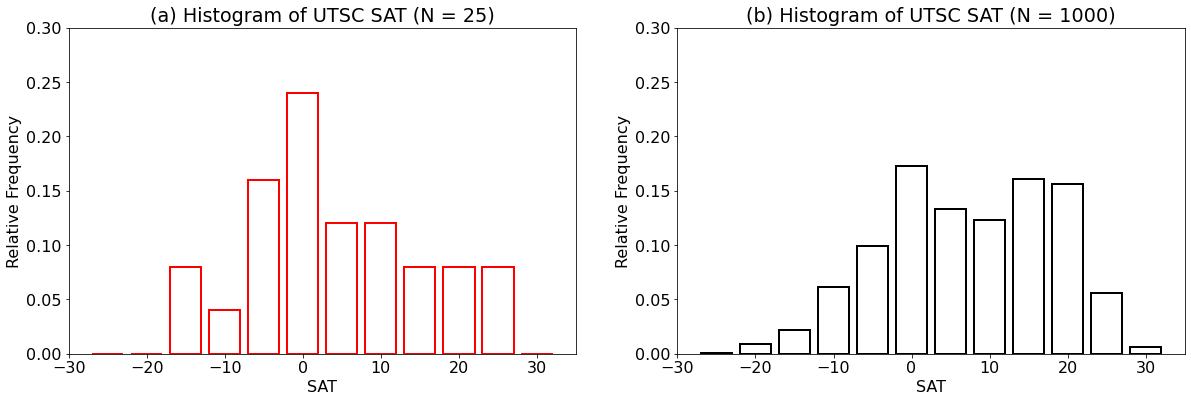 (a) Histogram of UTSC SAT (N = 25)
0.30
0.25
0.20
0.15
0.10
0.05
0.00
Relative Frequency
−30 −20 −10 0 10 20 30
SAT
(b) Histogram of UTSC SAT (N = 1000)
0.30
0.25
0.20
0.15
0.10
0.05
0.00
Relative Frequency
−30 −20 −10 0 10 20 30
SAT